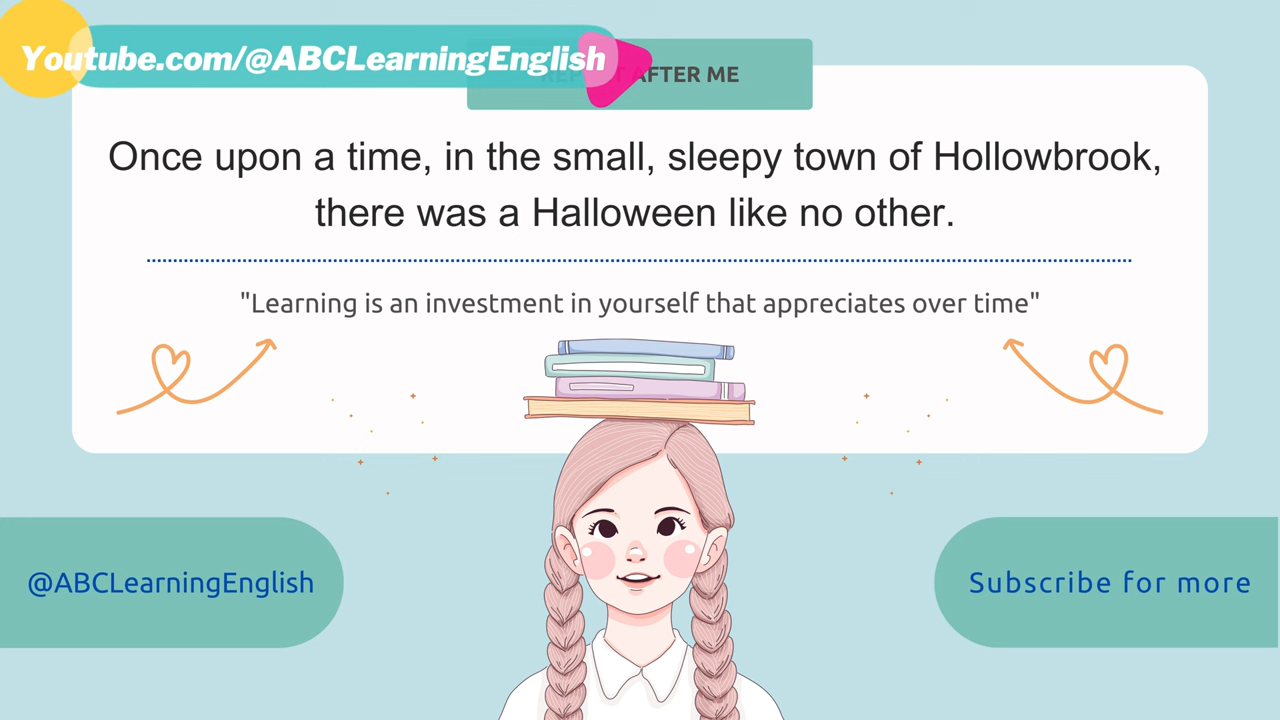 Youtube.com/@ABCLearningEnglish
AFTER ME
Once upon a time, in the small, sleepy town of Hollowbrook,
there was a Halloween like no other.
"Learning is an investment in yourself that appreciates over time"
@ABCLearningEnglish
Subscribe for more